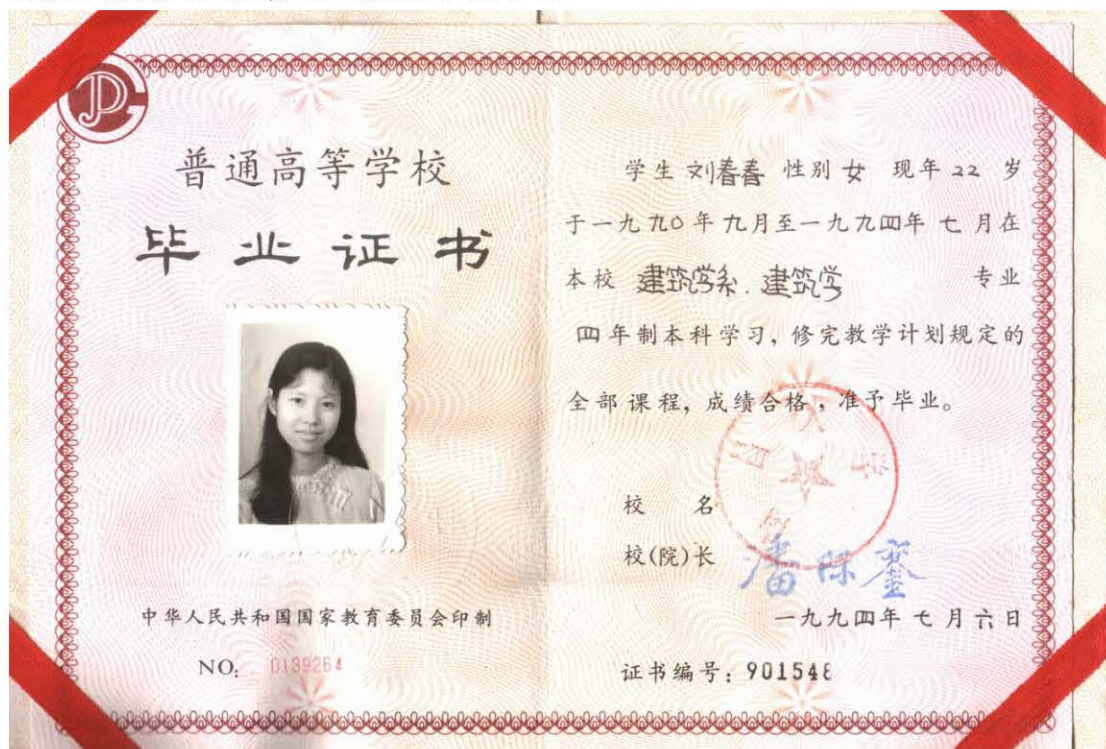 普通高等学校
毕业证书
中华人民共和国国家教育委员会印制
NO: 0139264
学生 刘春春 性别 女 现年 22 岁
于一九九0年九月至一九九四年 七 月在
本校 建筑学系.建筑学 专业
四年制本科学习,修完教学计划规定的
全部课程,成绩合格,准予毕业。
校 名
校(院)长
一九九四年 七 月 六 日
证书编号:901548